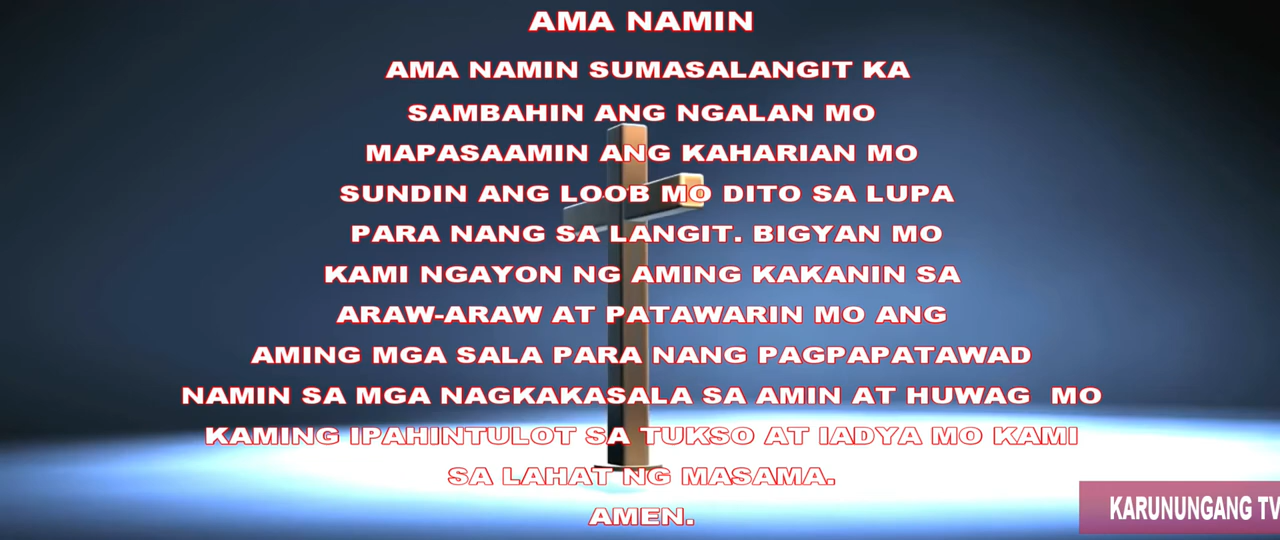 AMA NAMIN
AMA NAMIN SUMASALANGIT KA
SAMBAHIN ANG NGALAN MO
MAPASAAMIN ANG KAHARIAN MO
SUNDIN ANG LOOB MO DITO SA LUPA
PARA NANG SA LANGIT. BIGYAN MO
KAMI NGAYON NG AMING KAKANIN SA
ARAW-ARAW AT PATAWARIN MO ANG
AMING MGA SALA PARA NANG PAGPAPATAWAD
NAMIN SA MGA NAGKAKASALA SA AMIN AT HUWAG MO
KAMING IPAHINTULOT SA TUKSO AT IADYA MO KAMI
SA LAHAT NG MASAMA.
AMEN.
KARUNUNGANG TV